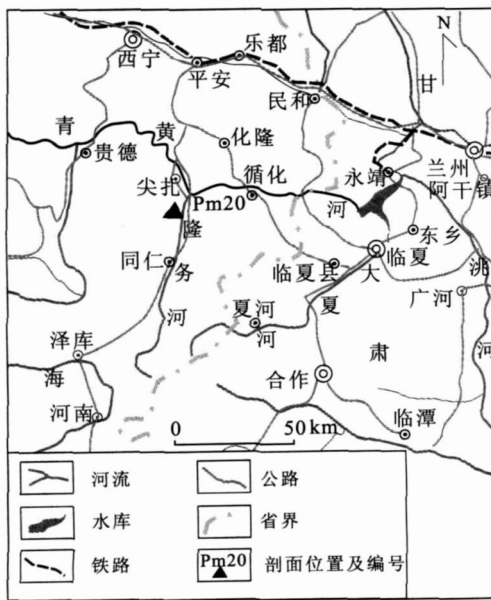 N
西宁
乐都
平安
甘
民和
青
黄
化隆
兰州
贵德
尖扎
循化
永靖
阿干镇
Pm20
河
隆
东乡
临夏
同仁
务
临夏县
大
洮
夏河
夏
广河
河
河
泽库
肃
河
海
合作
河南
0 50 km
临潭
河流
公路
水库
省界
铁路
Pm20 剖面位置及编号